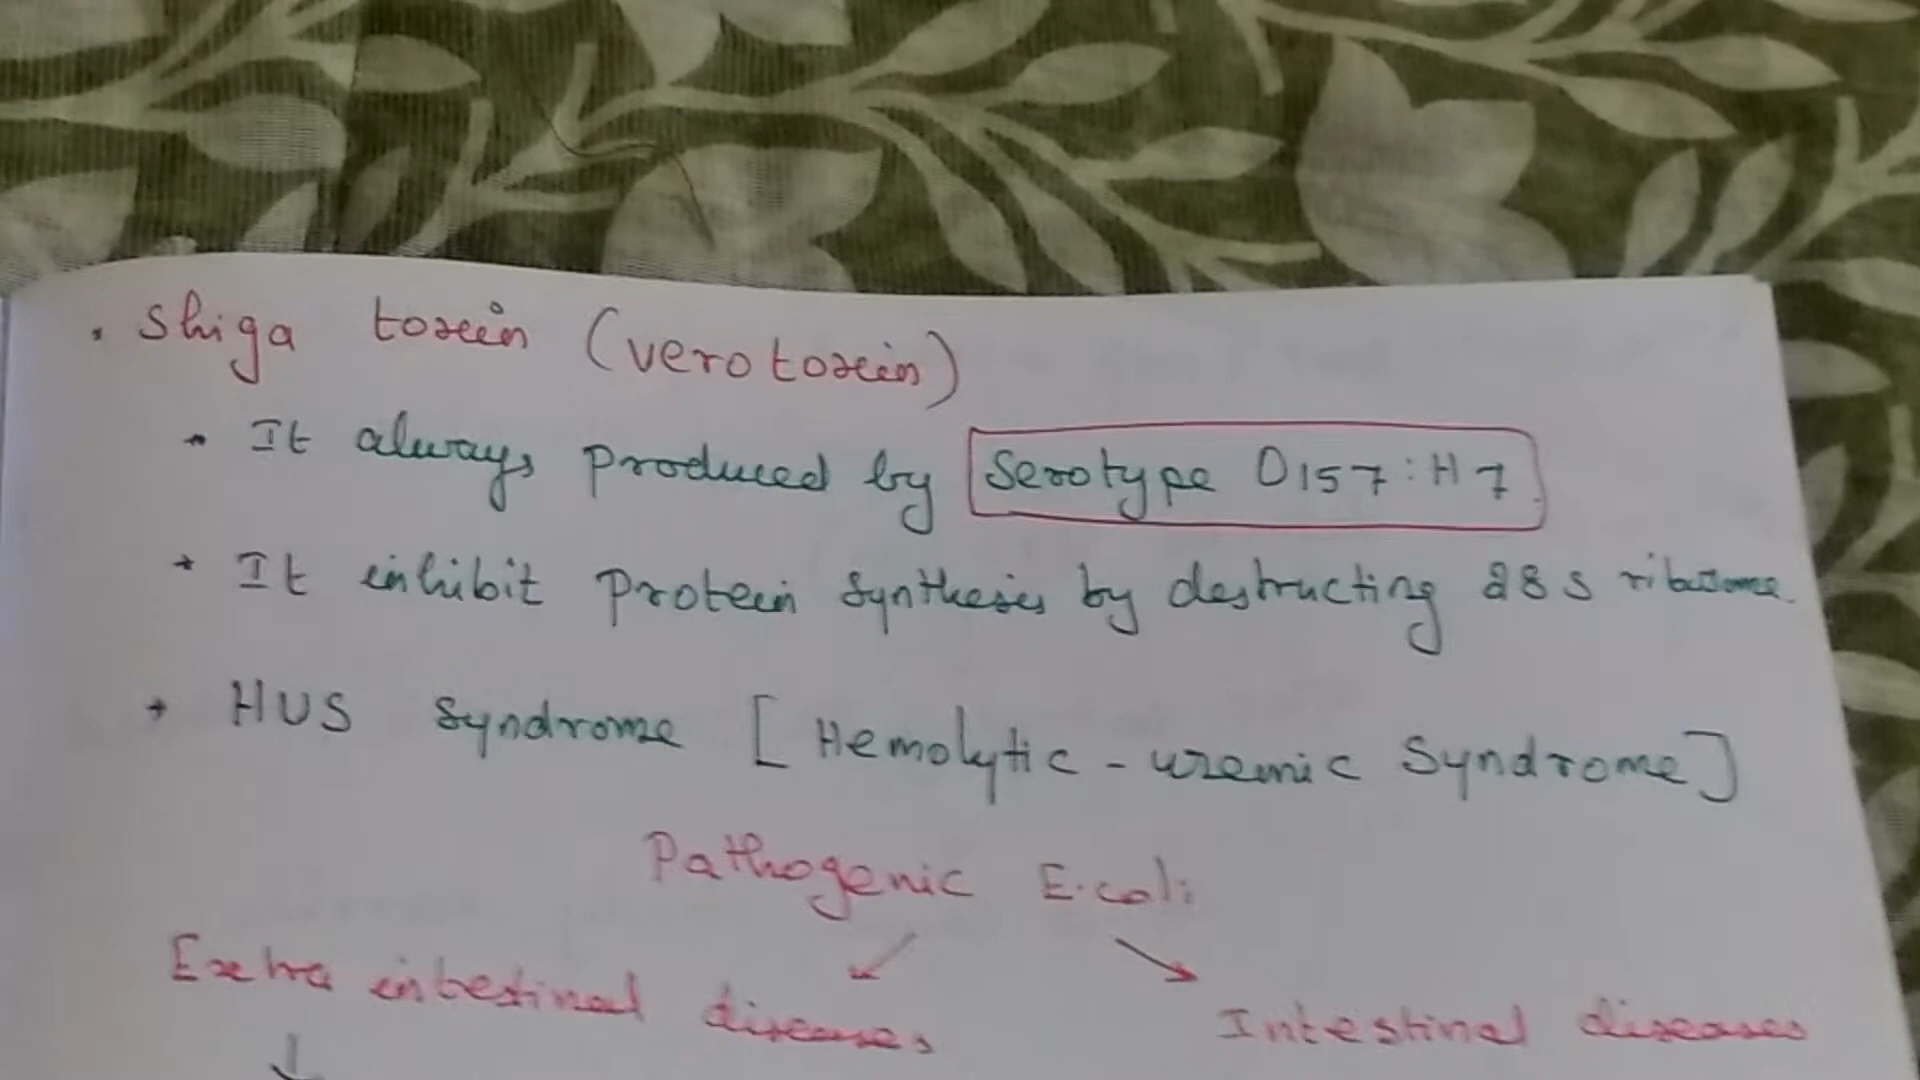 . Shiga toxin (verotoxin)
* It always produced by Serotype O157:H7
* It inhibit protein synthesis by destructing 28 S ribosome.
* HUS syndrome [Hemolytic-uremic Syndrome]
Pathogenic E.coli
Extra intestinal diseases
Intestinal diseases